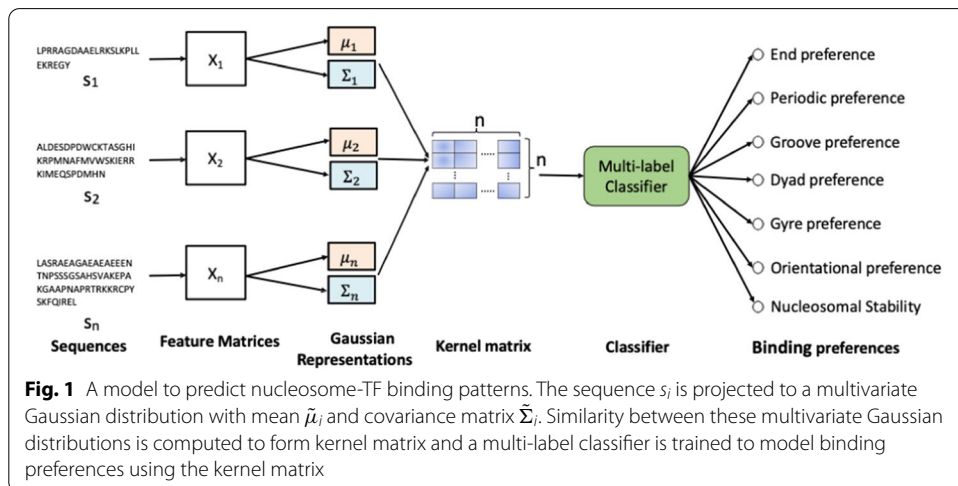 LPRRAGDAAELRKSLKPLL
EKREGY
S1
X1
μ1
Σ1
ALDESDPDWCKTASGHI
KRPMNAFMVWSKIERR
KIMEQSPDMHN
S2
X2
μ2
Σ2
LASRAEAGAEAEAEEEN
TNPSSSGSAHSVAKEPA
KGAAPNAPRTRKKRCPY
SKFQIREL
Sn
Xn
μn
Σn
n
n
Multi-label
Classifier
End preference
Periodic preference
Groove preference
Dyad preference
Gyre preference
Orientational preference
Nucleosomal Stability
Sequences
Feature Matrices
Gaussian
Representations
Kernel matrix
Classifier
Binding preferences
Fig. 1 A model to predict nucleosome-TF binding patterns. The sequence si is projected to a multivariate
Gaussian distribution with mean μ̃i and covariance matrix Σ̃i. Similarity between these multivariate Gaussian
distributions is computed to form kernel matrix and a multi-label classifier is trained to model binding
preferences using the kernel matrix